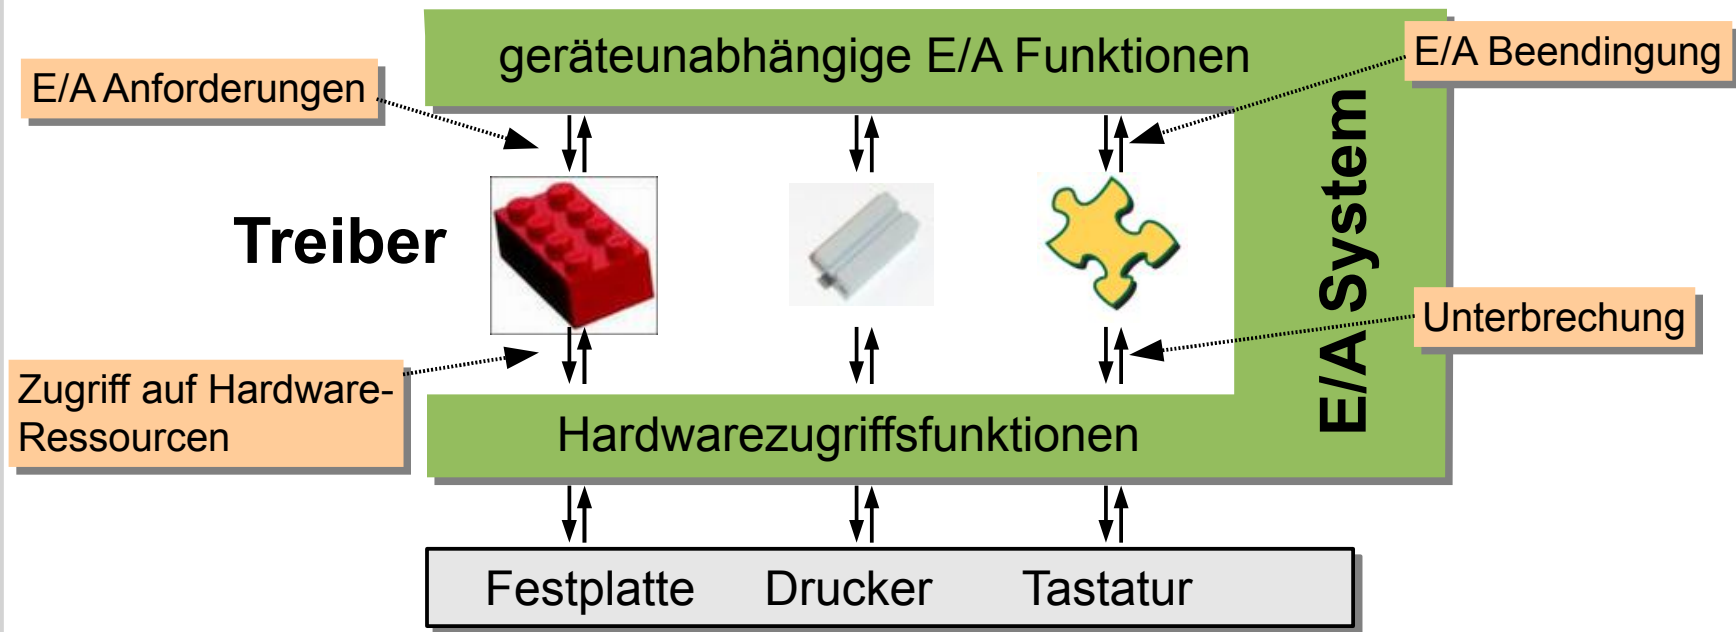 geräteunabhängige E/A Funktionen
E/A Beendingung
E/A Anforderungen
E/A System
Treiber
Unterbrechung
Zugriff auf Hardware-
Ressourcen
Hardwarezugriffsfunktionen
Festplatte Drucker Tastatur